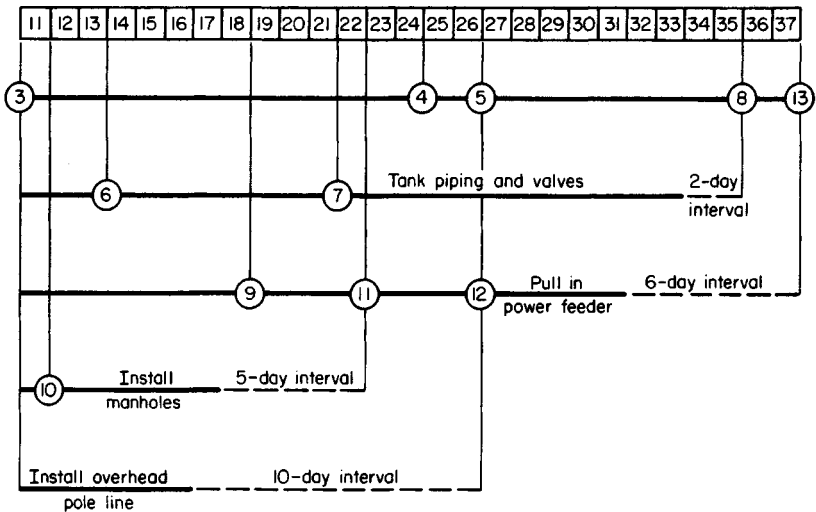 11 12 13 14 15 16 17 18 19 20 21 22 23 24 25 26 27 28 29 30 31 32 33 34 35 36 37
3 4 5 8 13
6 7 Tank piping and valves 2-day
interval
9 11 12 Pull in 6-day interval
power feeder
10 Install 5-day interval
manholes
Install overhead 10-day interval
pole line